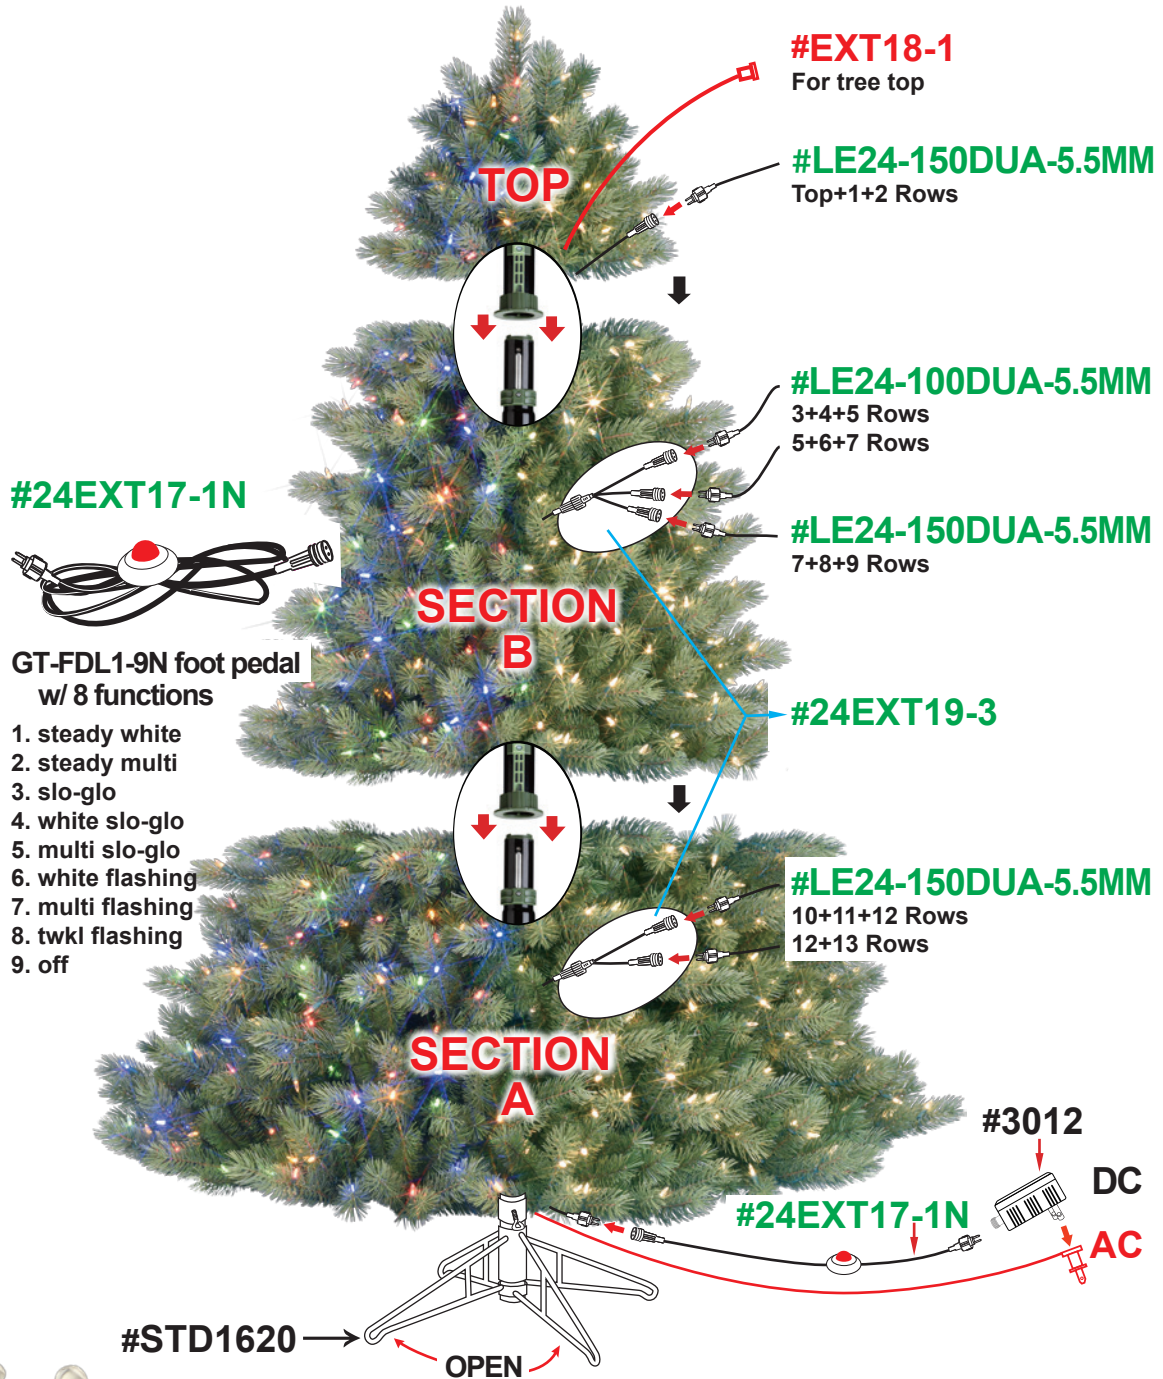 #EXT18-1
For tree top
#LE24-150DUA-5.5MM
Top+1+2 Rows
TOP
#LE24-100DUA-5.5MM
3+4+5 Rows
5+6+7 Rows
#LE24-150DUA-5.5MM
7+8+9 Rows
#24EXT17-1N
SECTION
B
GT-FDL1-9N foot pedal
w/ 8 functions
1. steady white
2. steady multi
3. slo-glo
4. white slo-glo
5. multi slo-glo
6. white flashing
7. multi flashing
8. twkl flashing
9. off
#24EXT19-3
#LE24-150DUA-5.5MM
10+11+12 Rows
12+13 Rows
SECTION
A
#3012
DC
#24EXT17-1N
AC
#STD1620
OPEN